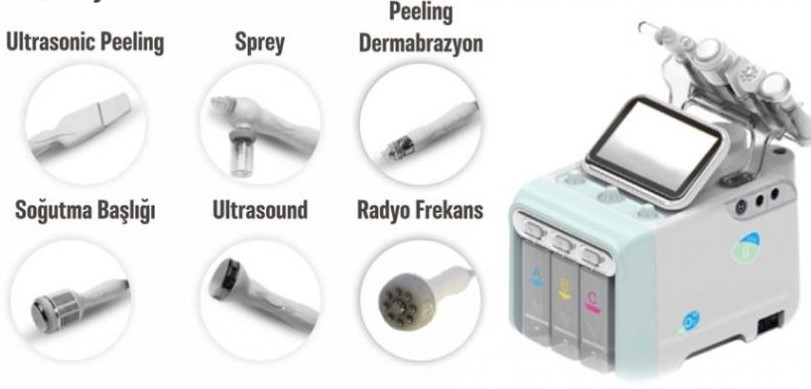 Peeling
Ultrasonic Peeling
Sprey
Dermabrazyon
Soğutma Başlığı
Ultrasound
Radyo Frekans
A
B
C